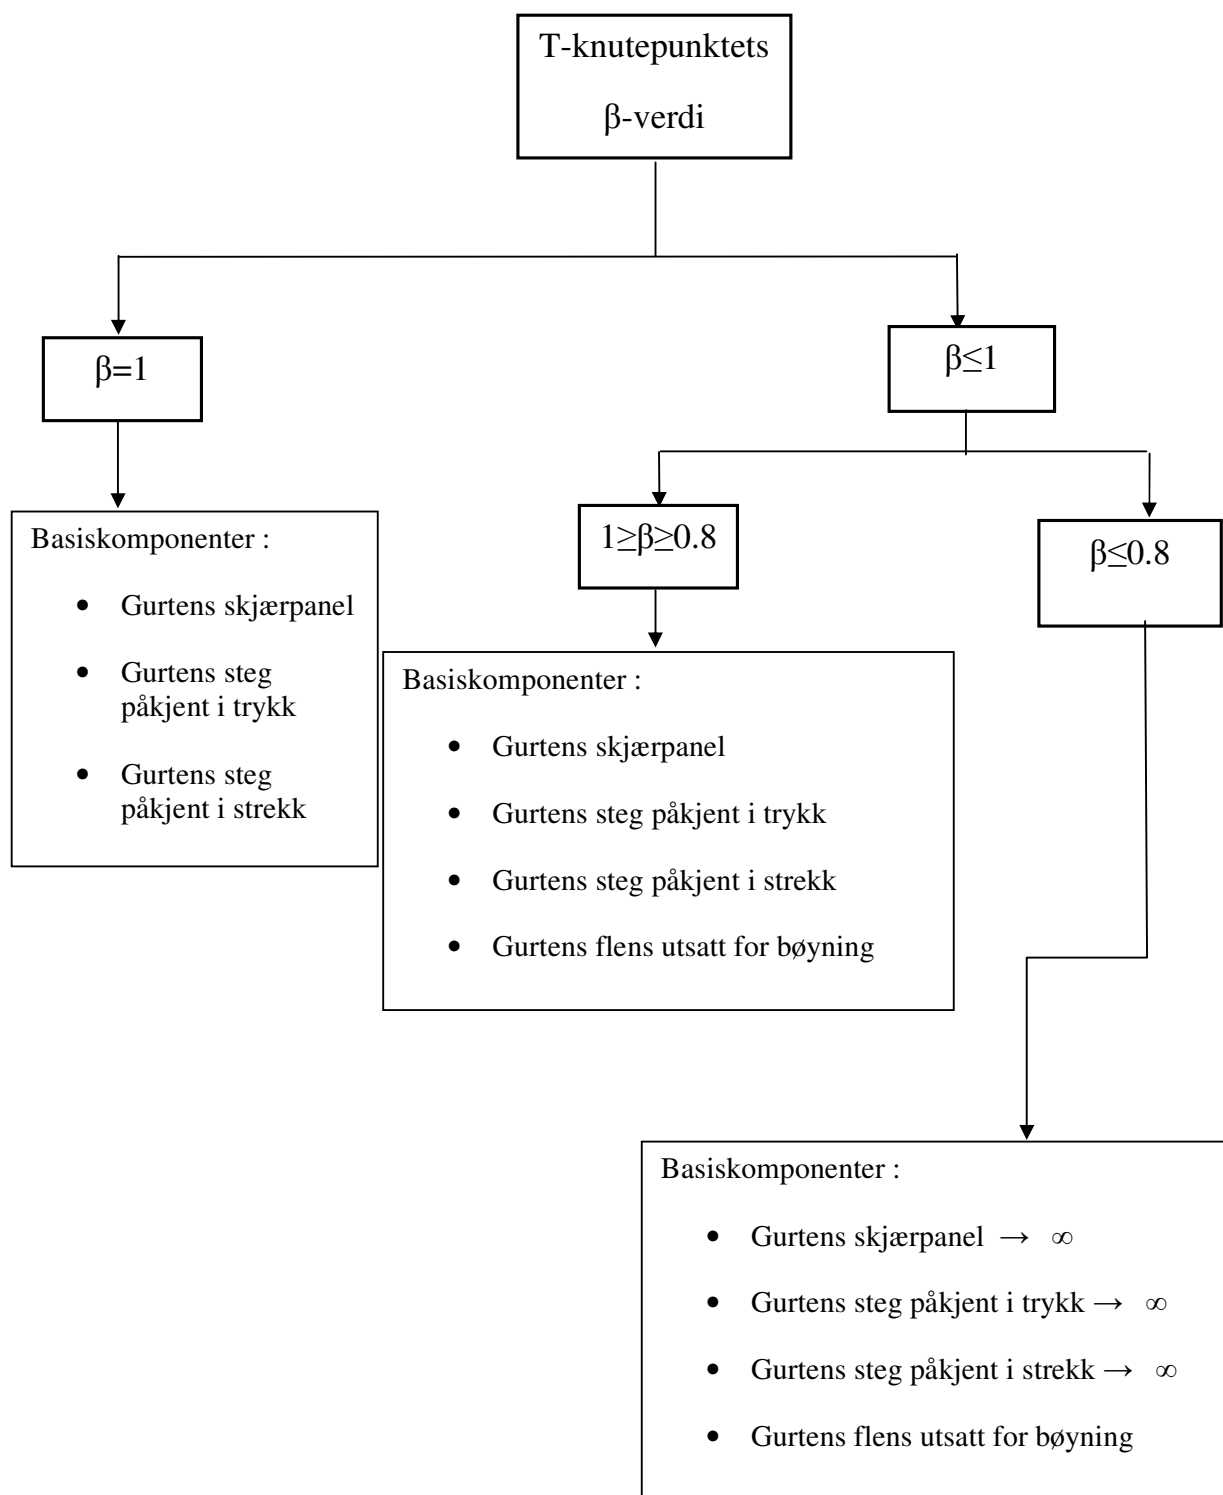 T-knutepunktets
β-verdi
β=1
β≤1
Basiskomponenter :
• Gurtens skjærpanel
• Gurtens steg
påkjent i trykk
• Gurtens steg
påkjent i strekk
1≥β≥0.8
β≤0.8
Basiskomponenter :
• Gurtens skjærpanel
• Gurtens steg påkjent i trykk
• Gurtens steg påkjent i strekk
• Gurtens flens utsatt for bøyning
Basiskomponenter :
• Gurtens skjærpanel → ∞
• Gurtens steg påkjent i trykk → ∞
• Gurtens steg påkjent i strekk → ∞
• Gurtens flens utsatt for bøyning